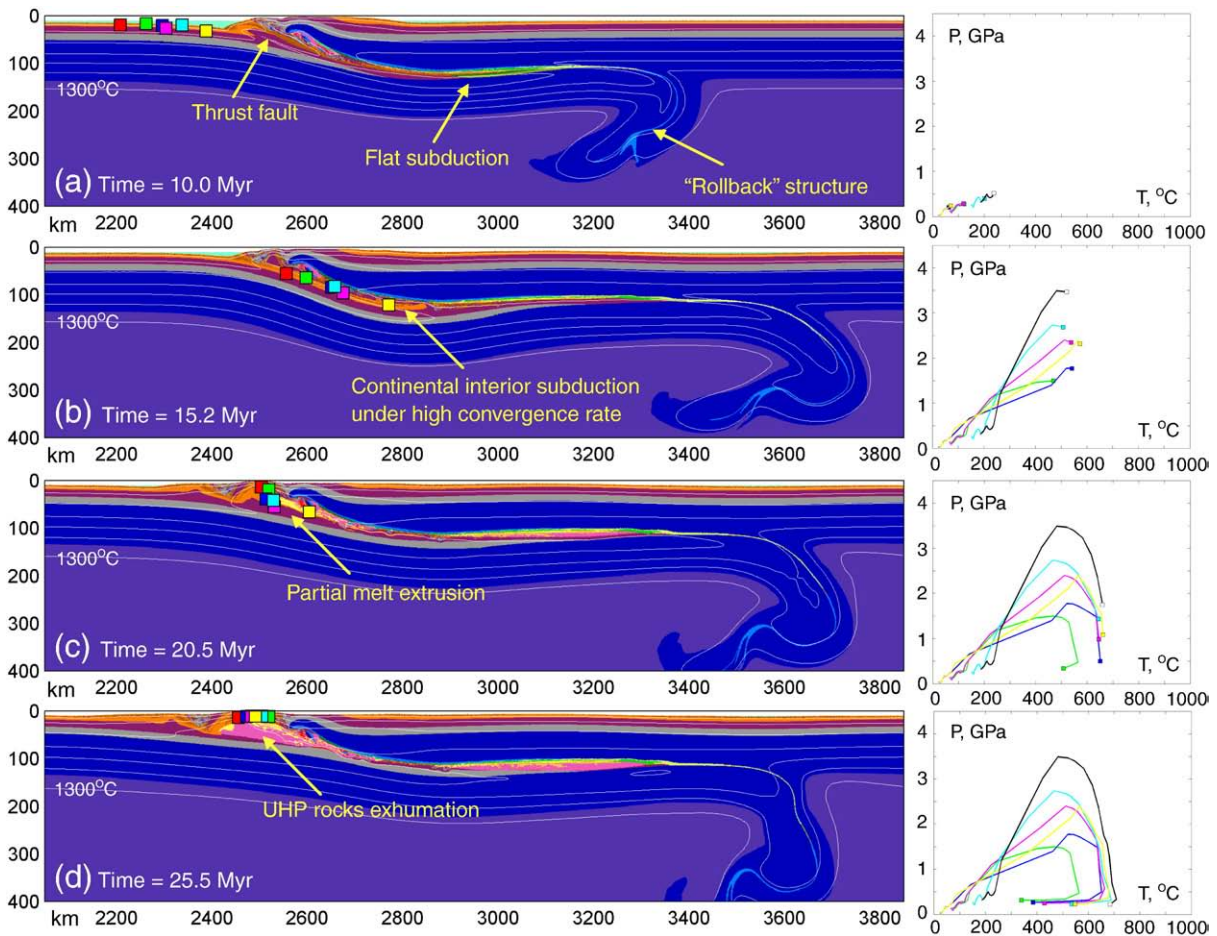 0
100
200
300
400
1300°C
Thrust fault
Flat subduction
"Rollback" structure
(a) Time = 10.0 Myr
km 2200 2400 2600 2800 3000 3200 3400 3600 3800
P, GPa
4
3
2
1
0
T, °C
0 200 400 600 800 1000
0
100
200
300
400
1300°C
Continental interior subduction
under high convergence rate
(b) Time = 15.2 Myr
km 2200 2400 2600 2800 3000 3200 3400 3600 3800
P, GPa
4
3
2
1
0
T, °C
0 200 400 600 800 1000
0
100
200
300
400
1300°C
Partial melt extrusion
(c) Time = 20.5 Myr
km 2200 2400 2600 2800 3000 3200 3400 3600 3800
P, GPa
4
3
2
1
0
T, °C
0 200 400 600 800 1000
0
100
200
300
400
1300°C
UHP rocks exhumation
(d) Time = 25.5 Myr
km 2200 2400 2600 2800 3000 3200 3400 3600 3800
P, GPa
4
3
2
1
0
T, °C
0 200 400 600 800 1000